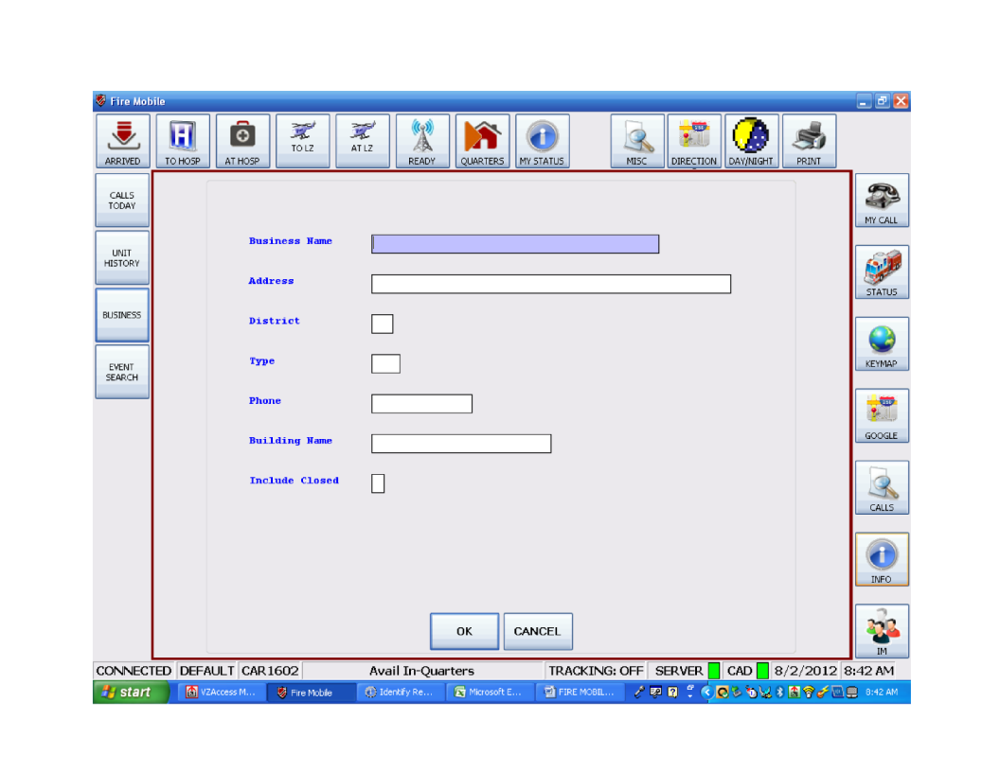 Fire Mobile
ARRIVED TO HOSP AT HOSP TO LZ AT LZ READY QUARTERS MY STATUS MISC DIRECTION DAY/NIGHT PRINT
CALLS
TODAY
MY CALL
UNIT
HISTORY
STATUS
BUSINESS
KEYMAP
EVENT
SEARCH
GOOGLE
CALLS
INFO
IM
Business Name
Address
District
Type
Phone
Building Name
Include Closed
OK CANCEL
CONNECTED DEFAULT CAR1602 Avail In-Quarters TRACKING: OFF SERVER CAD 8/2/2012 8:42 AM
start VZAccess M... Fire Mobile Identify Re... Microsoft E... FIRE MOBIL... 8:42 AM